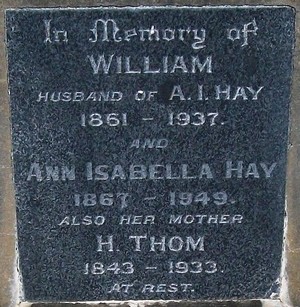 In Memory of
WILLIAM
HUSBAND OF A.I. HAY
1861 - 1937.
AND
ANN ISABELLA HAY
1867 - 1949.
ALSO HER MOTHER
H. THOM
1843 - 1933.
AT REST.